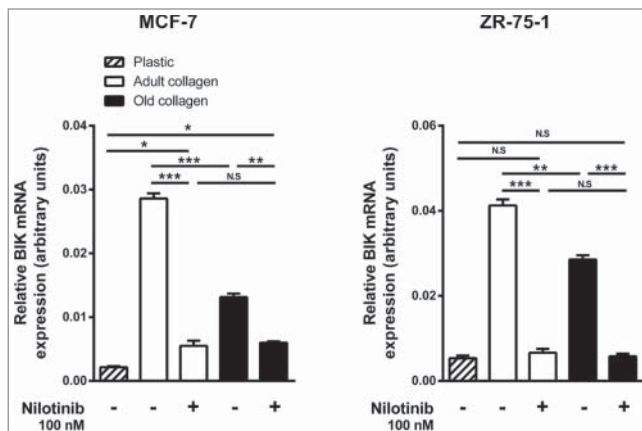 MCF-7
ZR-75-1
Plastic
Adult collagen
Old collagen
Relative BIK mRNA
expression (arbitrary units)
0.04
0.03
0.02
0.01
0.00
*
*
*** **
*** N.S
Nilotinib - - + - +
100 nM
Relative BIK mRNA
expression (arbitrary units)
0.06
0.04
0.02
0.00
N.S
N.S
** ***
*** N.S
Nilotinib - - + - +
100 nM